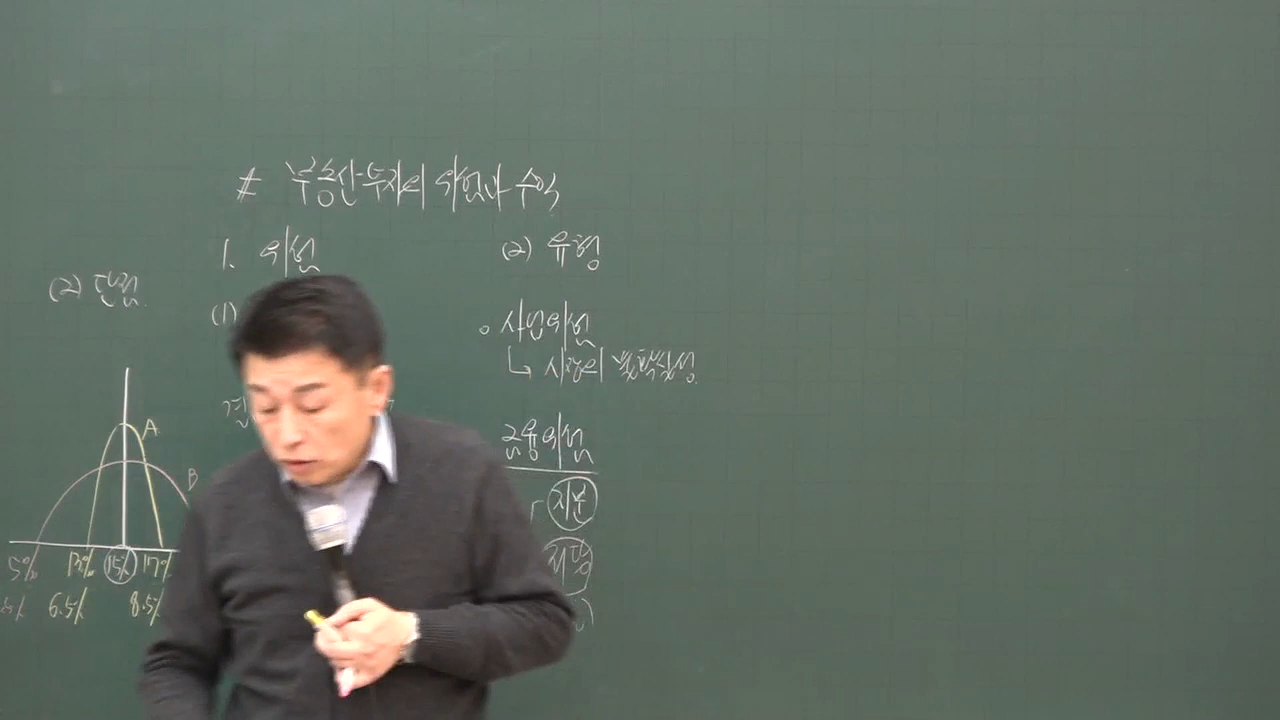 # 부동산투자의 위험과 수익
1. 위험
(1)
(2)
A
B
5% 13% 15% 17%
6.5% 8.5%
(2) 유형
○ 사업위험
↳ 시장의 불확실성
금융위험
지분
저당